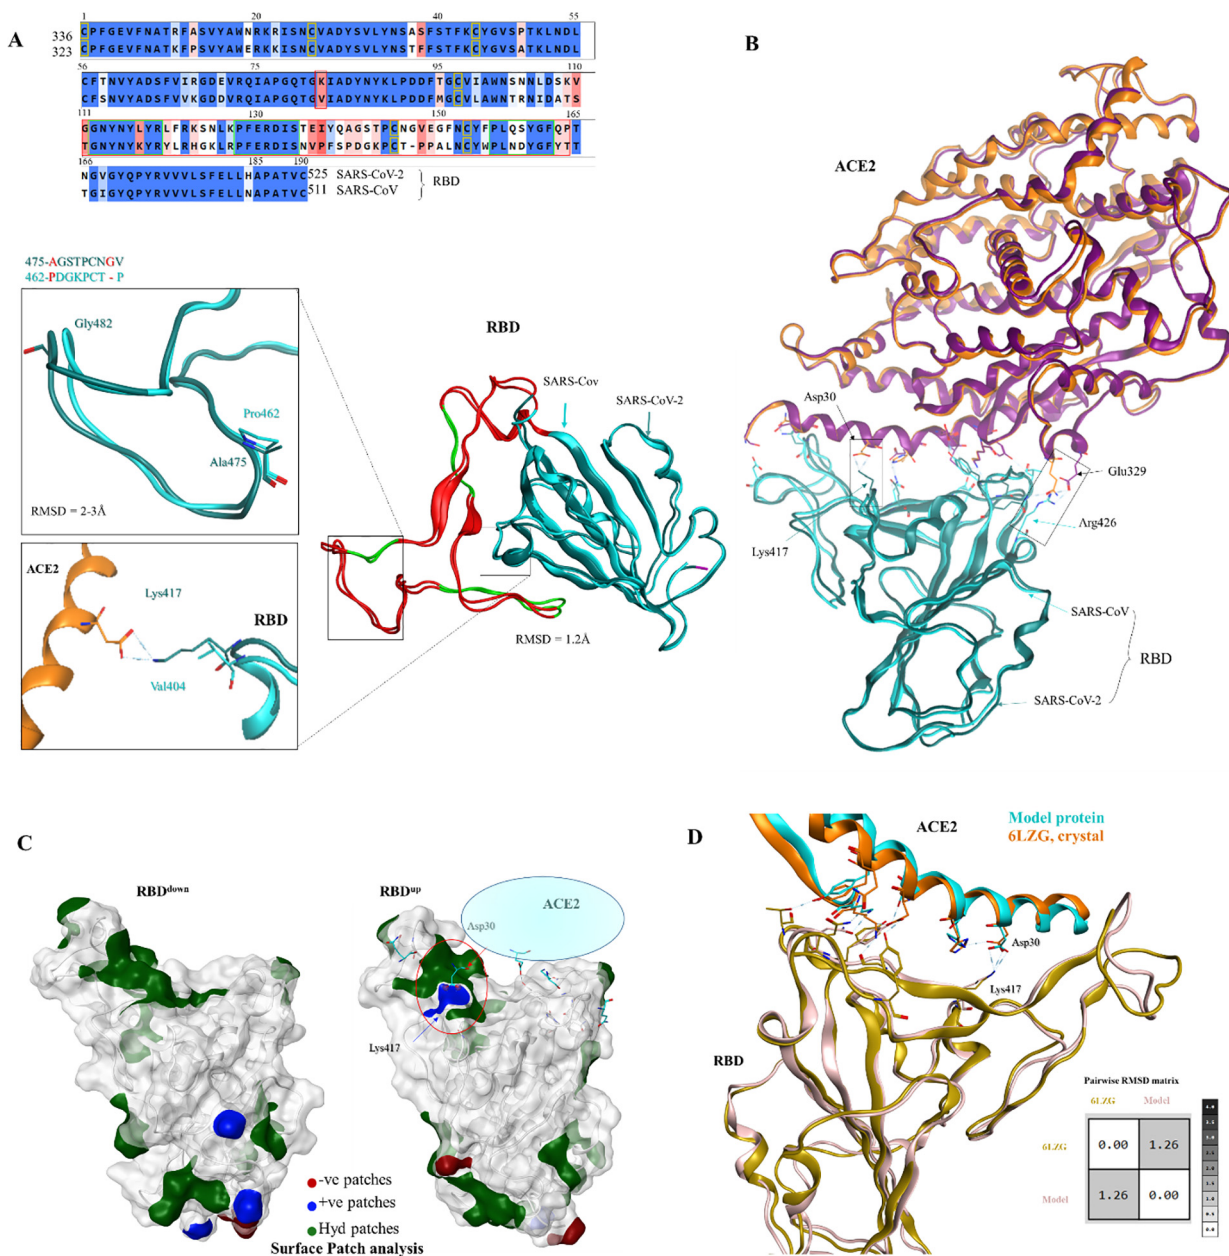 A
1 20 40 55
336 CPFGEVFNATRFASVYAWNRKRISNCVADYSVLYNSASFSTFKCYGVSPTKLNDL
323 CPFGEVFNATKFPSVYAWERKKISNCVADYSVLYNSTFFSTFKCYGVSATKLNDL
56 75 95 110
CFTNVYADSFVIRGDEVRQIAPGQTGKIADYNYKLPDDFTGCVIAWNSNNLDSKV
CFSNVYADSFVVKGDDVRQIAPGQTGVIADYNYKLPDDFMGCVLAWNTRNIDATS
111 130 150 165
GGNYNYLYRLFRKSNLKPFERDISTEIYQAGSTPCNGVEGFNCYFPLQSYGFQPT
TGNYNYKYRYLRHGKLRPFERDISNVPFSPDGKPCT-PPALNCYWPLNDYGFYTT
166 185 190
NGVGYQPYRVVVLSFELLHAPATVC 525 SARS-CoV-2
TGIGYQPYRVVVLSFELLNAPATVC 511 SARS-CoV
RBD
475-AGSTPCNGV
462-PDGKPCT - P
Gly482
Pro462
Ala475
RMSD = 2-3Å
ACE2
Lys417
RBD
Val404
RBD
SARS-Cov
SARS-CoV-2
RMSD = 1.2Å
B
ACE2
Asp30
Glu329
Arg426
Lys417
SARS-CoV
RBD
SARS-CoV-2
C
RBDdown
RBDup
ACE2
Asp30
Lys417
-ve patches
+ve patches
Hyd patches
Surface Patch analysis
D
ACE2
Model protein
6LZG, crystal
Asp30
Lys417
RBD
Pairwise RMSD matrix
6LZG Model
6LZG 0.00 1.26
Model 1.26 0.00